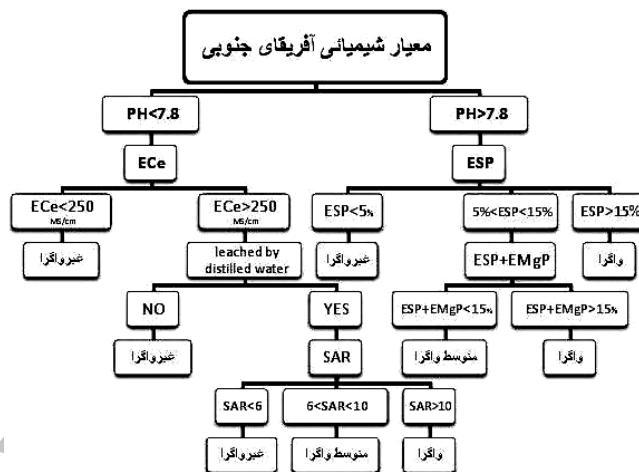 معیار شیمیائی آفریقای جنوبی
PH<7.8
PH>7.8
ECe
ESP
ECe<250
MS/cm
ECe>250
MS/cm
ESP<5%
5%<ESP<15%
ESP>15%
غیرواگرا
leached by
distilled water
غیرواگرا
ESP+EMgP
واگرا
NO
YES
ESP+EMgP<15%
ESP+EMgP>15%
غیرواگرا
SAR
متوسط واگرا
واگرا
SAR<6
6<SAR<10
SAR>10
غیرواگرا
متوسط واگرا
واگرا